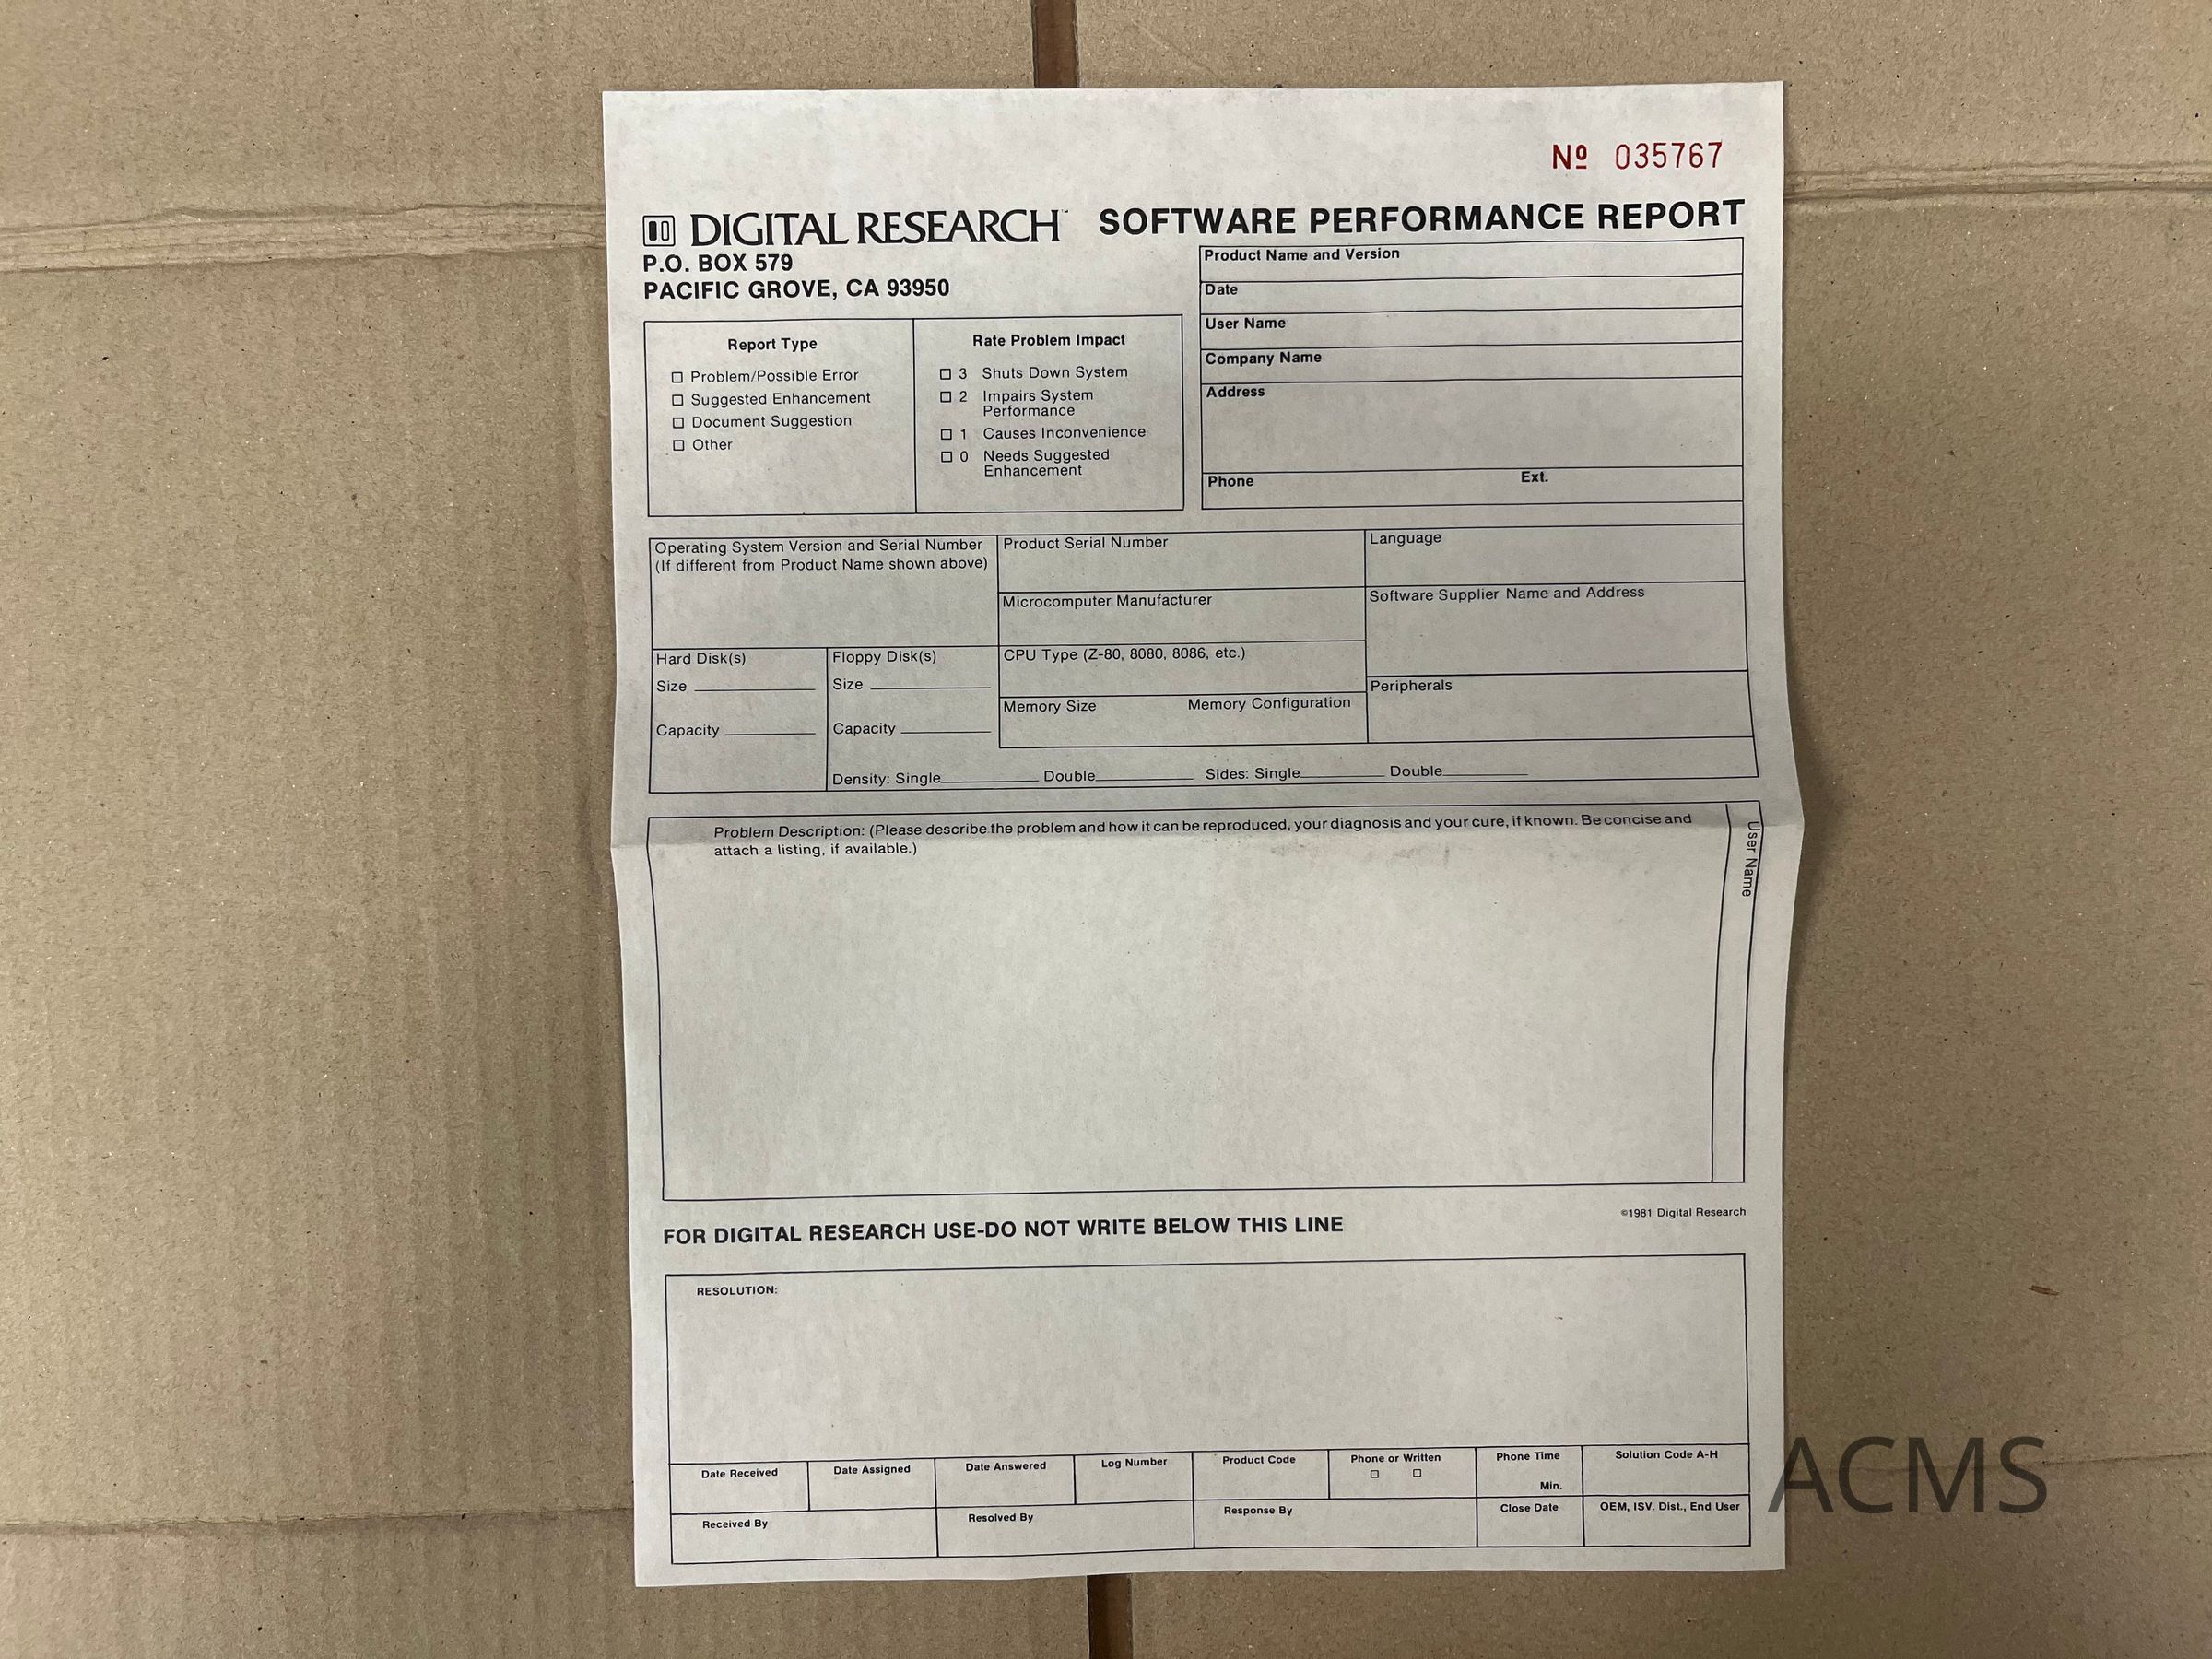 Nº 035767
DIGITAL RESEARCH™ SOFTWARE PERFORMANCE REPORT
P.O. BOX 579
PACIFIC GROVE, CA 93950
Product Name and Version
Date
User Name
Company Name
Address
Phone Ext.
Report Type
Problem/Possible Error
Suggested Enhancement
Document Suggestion
Other
Rate Problem Impact
3 Shuts Down System
2 Impairs System
Performance
1 Causes Inconvenience
0 Needs Suggested
Enhancement
Operating System Version and Serial Number
(If different from Product Name shown above)
Product Serial Number
Language
Microcomputer Manufacturer
Software Supplier Name and Address
Hard Disk(s)
Size
Capacity
Floppy Disk(s)
Size
Capacity
CPU Type (Z-80, 8080, 8086, etc.)
Memory Size Memory Configuration
Peripherals
Density: Single Double Sides: Single Double
Problem Description: (Please describe the problem and how it can be reproduced, your diagnosis and your cure, if known. Be concise and
attach a listing, if available.)
User Name
©1981 Digital Research
FOR DIGITAL RESEARCH USE-DO NOT WRITE BELOW THIS LINE
RESOLUTION:
Date Received
Date Assigned
Date Answered
Log Number
Product Code
Phone or Written
Phone Time
Min.
Solution Code A-H
Received By
Resolved By
Response By
Close Date
OEM, ISV. Dist., End User
ACMS